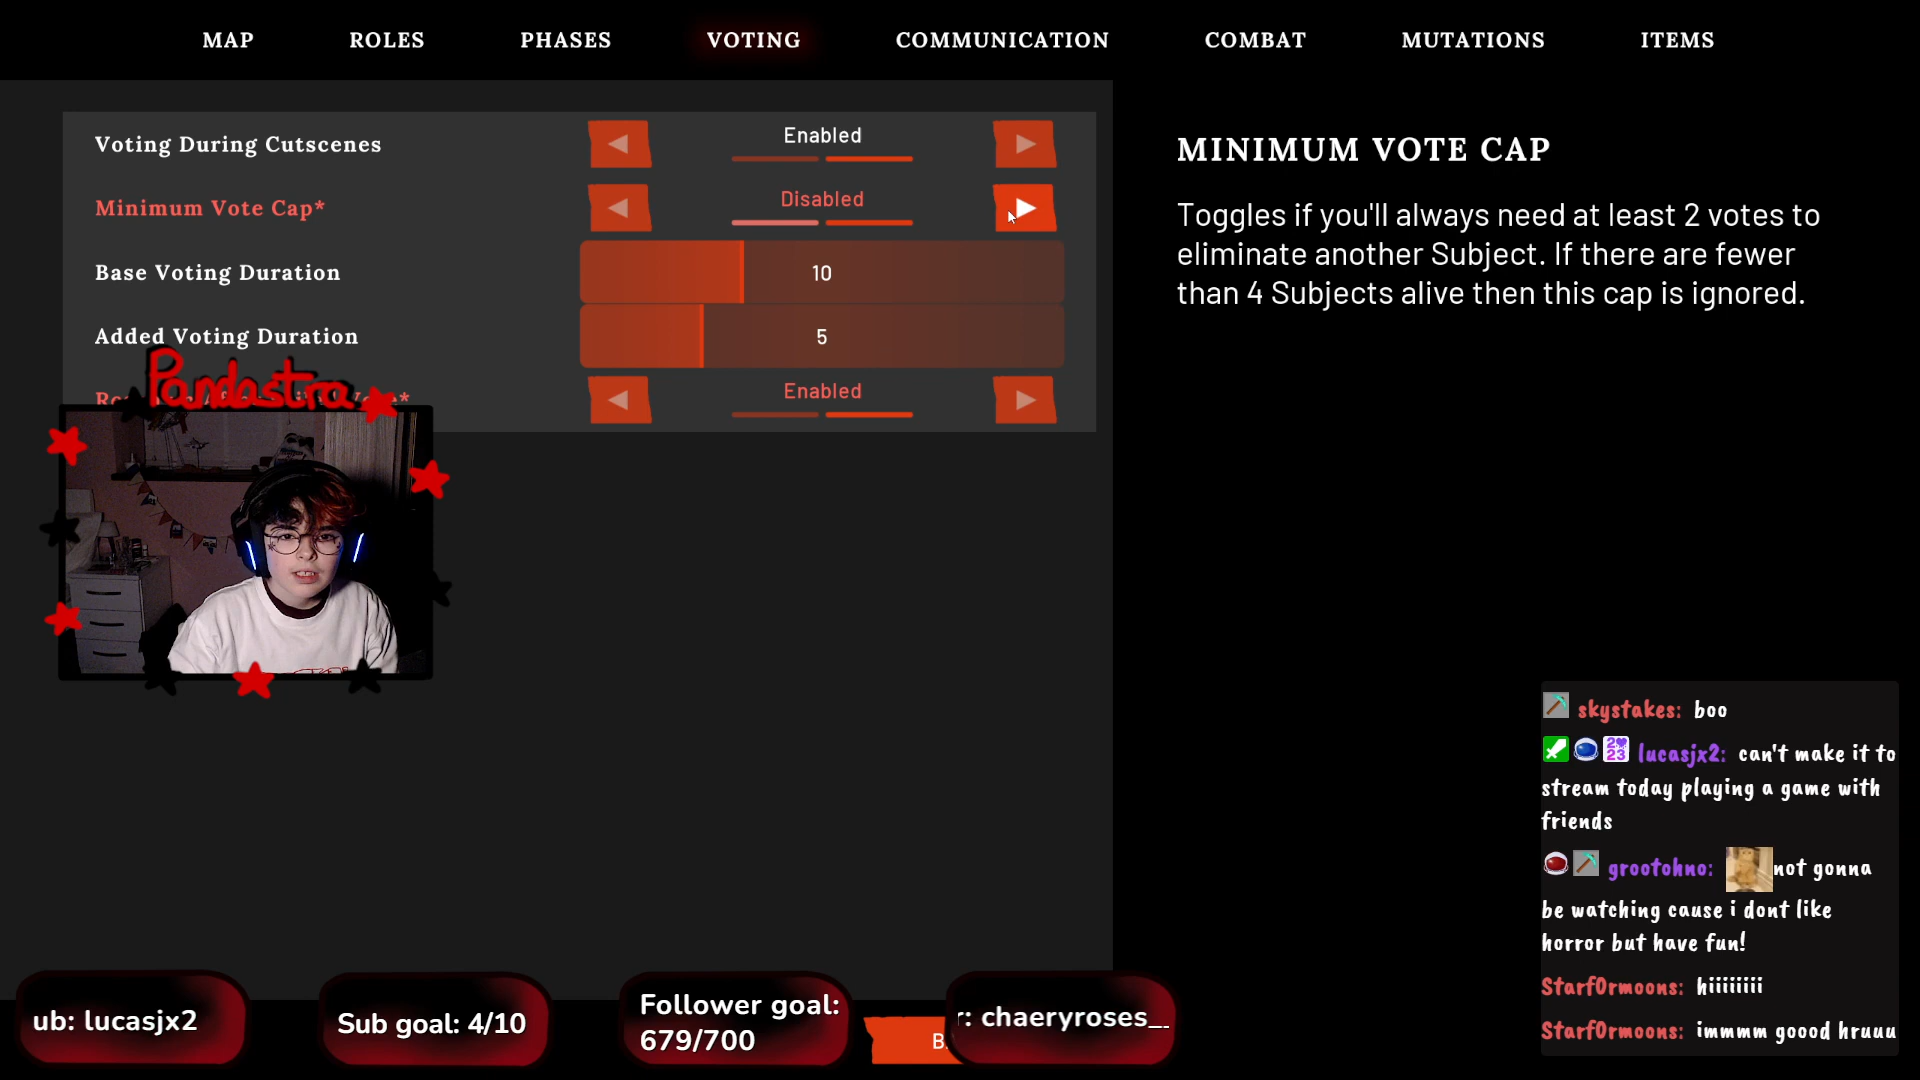 MAP ROLES PHASES VOTING COMMUNICATION COMBAT MUTATIONS ITEMS
Voting During Cutscenes Enabled
Minimum Vote Cap* Disabled
Base Voting Duration 10
Added Voting Duration 5
Enabled
Pandastra
MINIMUM VOTE CAP
Toggles if you'll always need at least 2 votes to
eliminate another Subject. If there are fewer
than 4 Subjects alive then this cap is ignored.
skystakes: boo
lucasjx2: can't make it to
stream today playing a game with
friends
grootohno: not gonna
be watching cause i dont like
horror but have fun!
Starf0rmoons: hiiiiiiii
Starf0rmoons: immmm goood hruuu
ub: lucasjx2
Sub goal: 4/10
Follower goal:
679/700
r: chaeryroses_